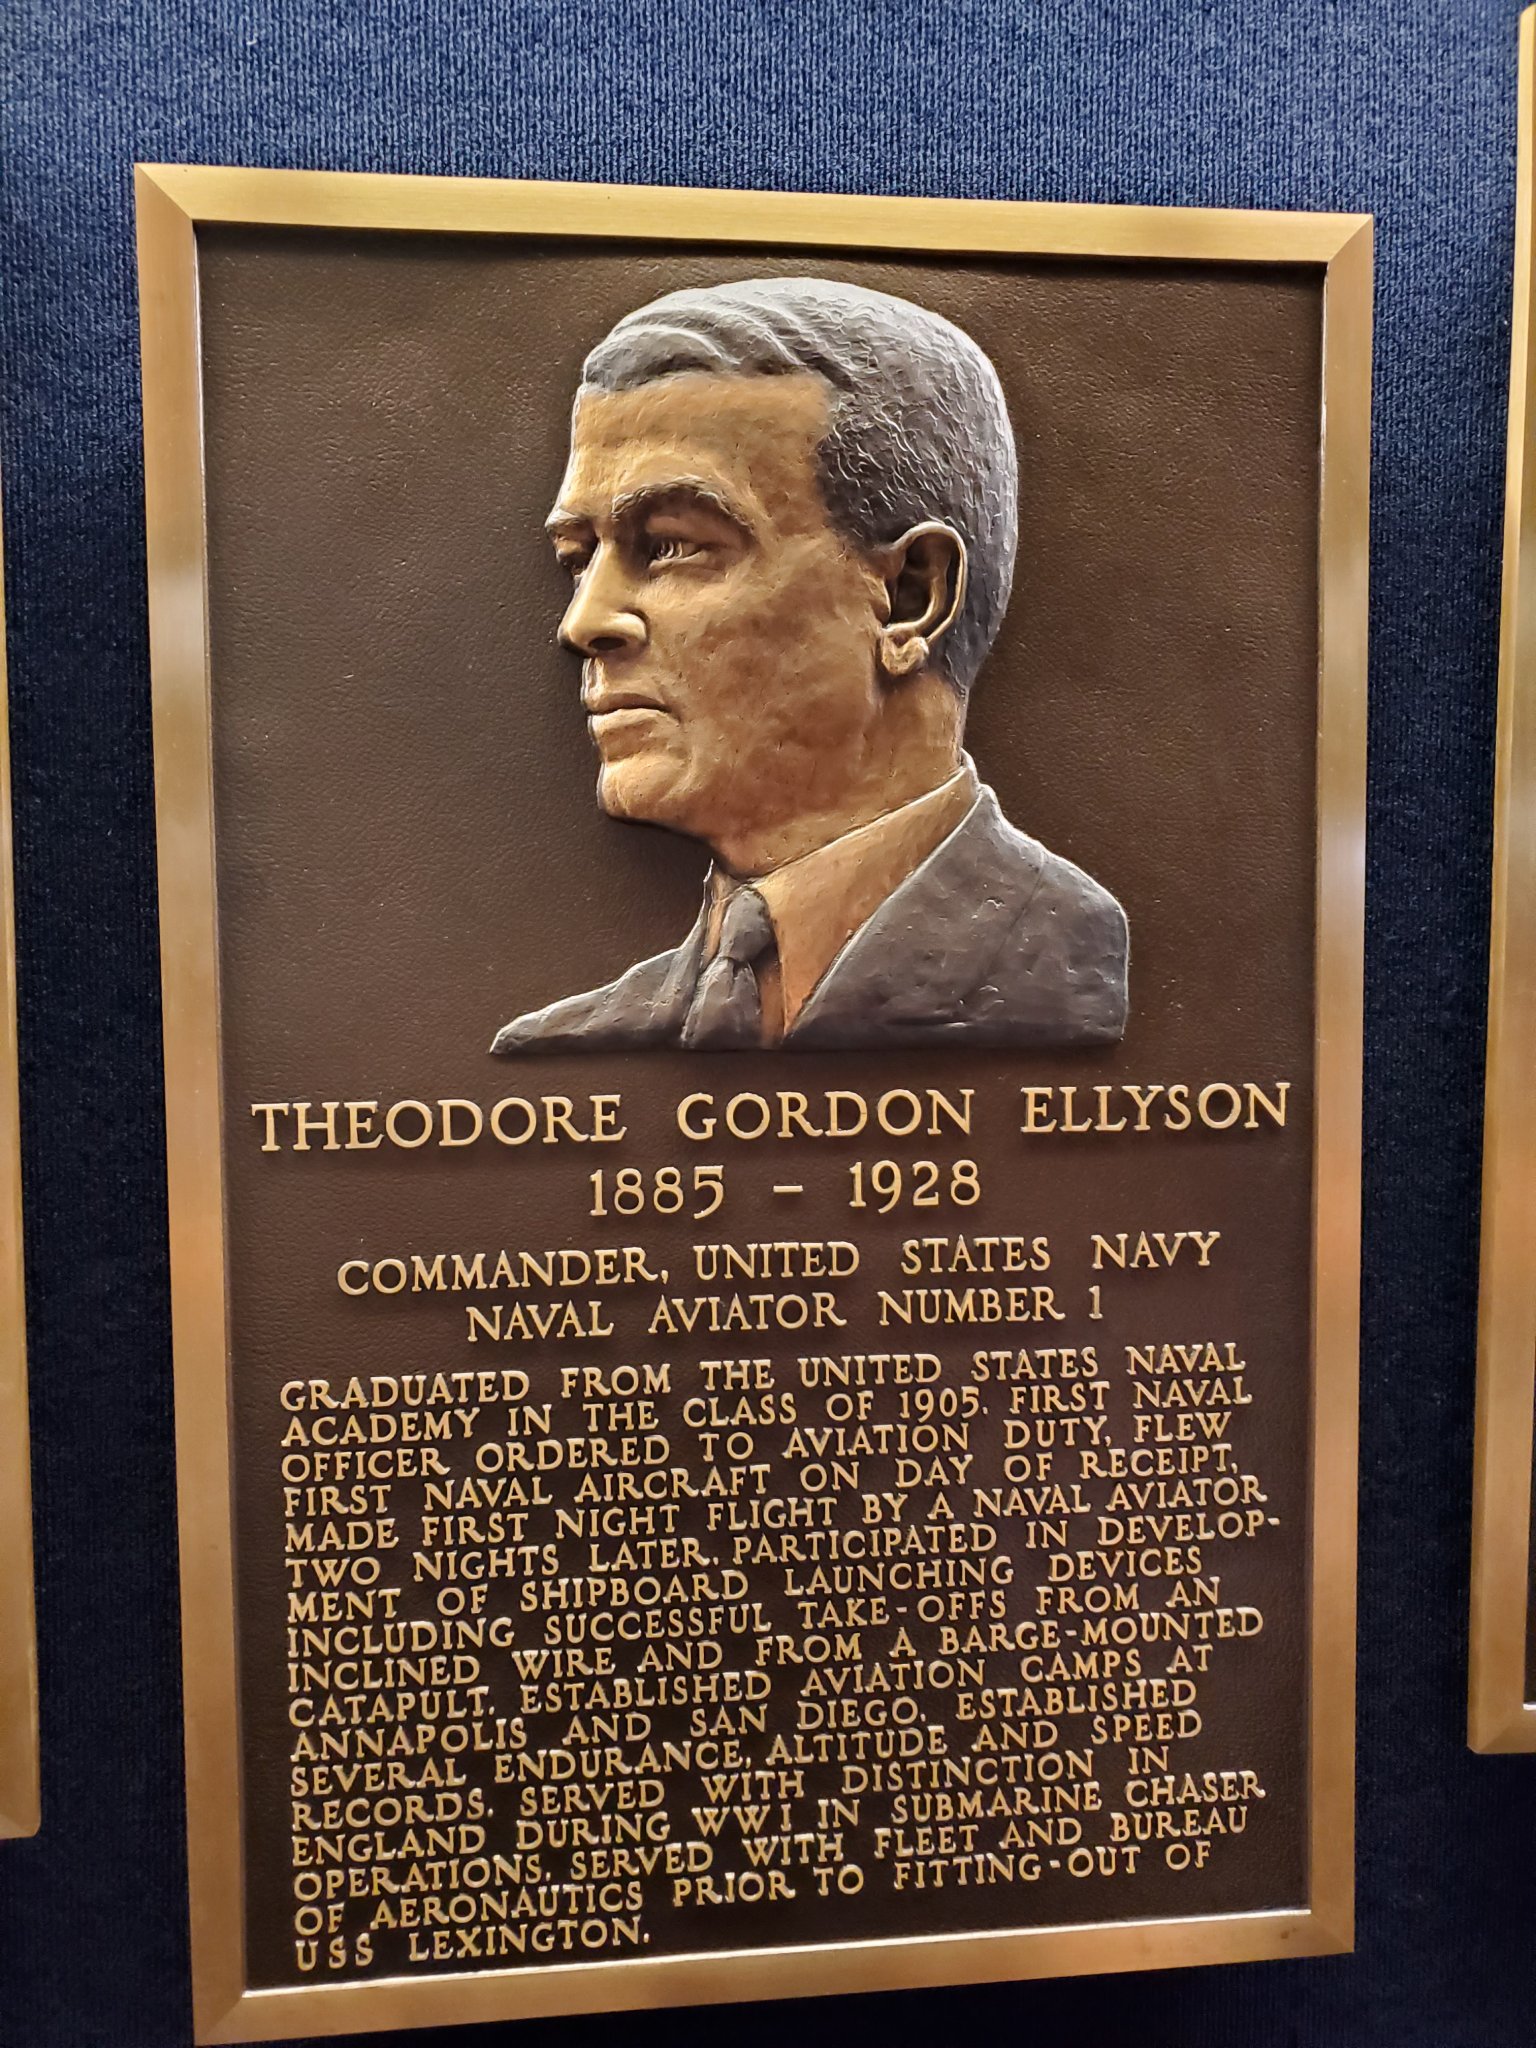 THEODORE GORDON ELLYSON
1885 – 1928
COMMANDER, UNITED STATES NAVY
NAVAL AVIATOR NUMBER 1
GRADUATED FROM THE UNITED STATES NAVAL
ACADEMY IN THE CLASS OF 1905. FIRST NAVAL
OFFICER ORDERED TO AVIATION DUTY, FLEW
FIRST NAVAL AIRCRAFT ON DAY OF RECEIPT,
MADE FIRST NIGHT FLIGHT BY A NAVAL AVIATOR
TWO NIGHTS LATER. PARTICIPATED IN DEVELOP-
MENT OF SHIPBOARD LAUNCHING DEVICES
INCLUDING SUCCESSFUL TAKE-OFFS FROM AN
INCLINED WIRE AND FROM A BARGE-MOUNTED
CATAPULT. ESTABLISHED AVIATION CAMPS AT
ANNAPOLIS AND SAN DIEGO. ESTABLISHED
SEVERAL ENDURANCE, ALTITUDE AND SPEED
RECORDS. SERVED WITH DISTINCTION IN
ENGLAND DURING WW I IN SUBMARINE CHASER
OPERATIONS. SERVED WITH FLEET AND BUREAU
OF AERONAUTICS PRIOR TO FITTING-OUT OF
USS LEXINGTON.